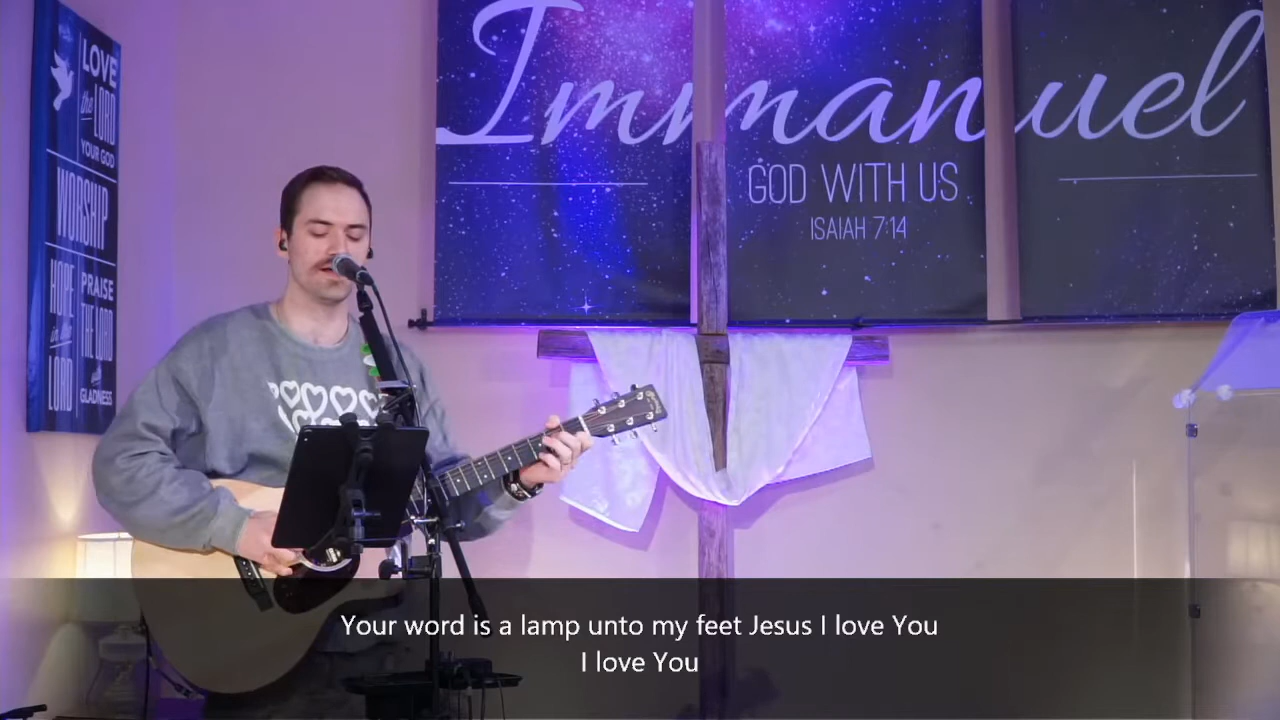 LOVE
the LORD
YOUR GOD
WORSHIP
HOPE
in the
LORD
PRAISE
THE LORD
GLADNESS
Immanuel
GOD WITH US
ISAIAH 7:14
Your word is a lamp unto my feet Jesus I love You
I love You